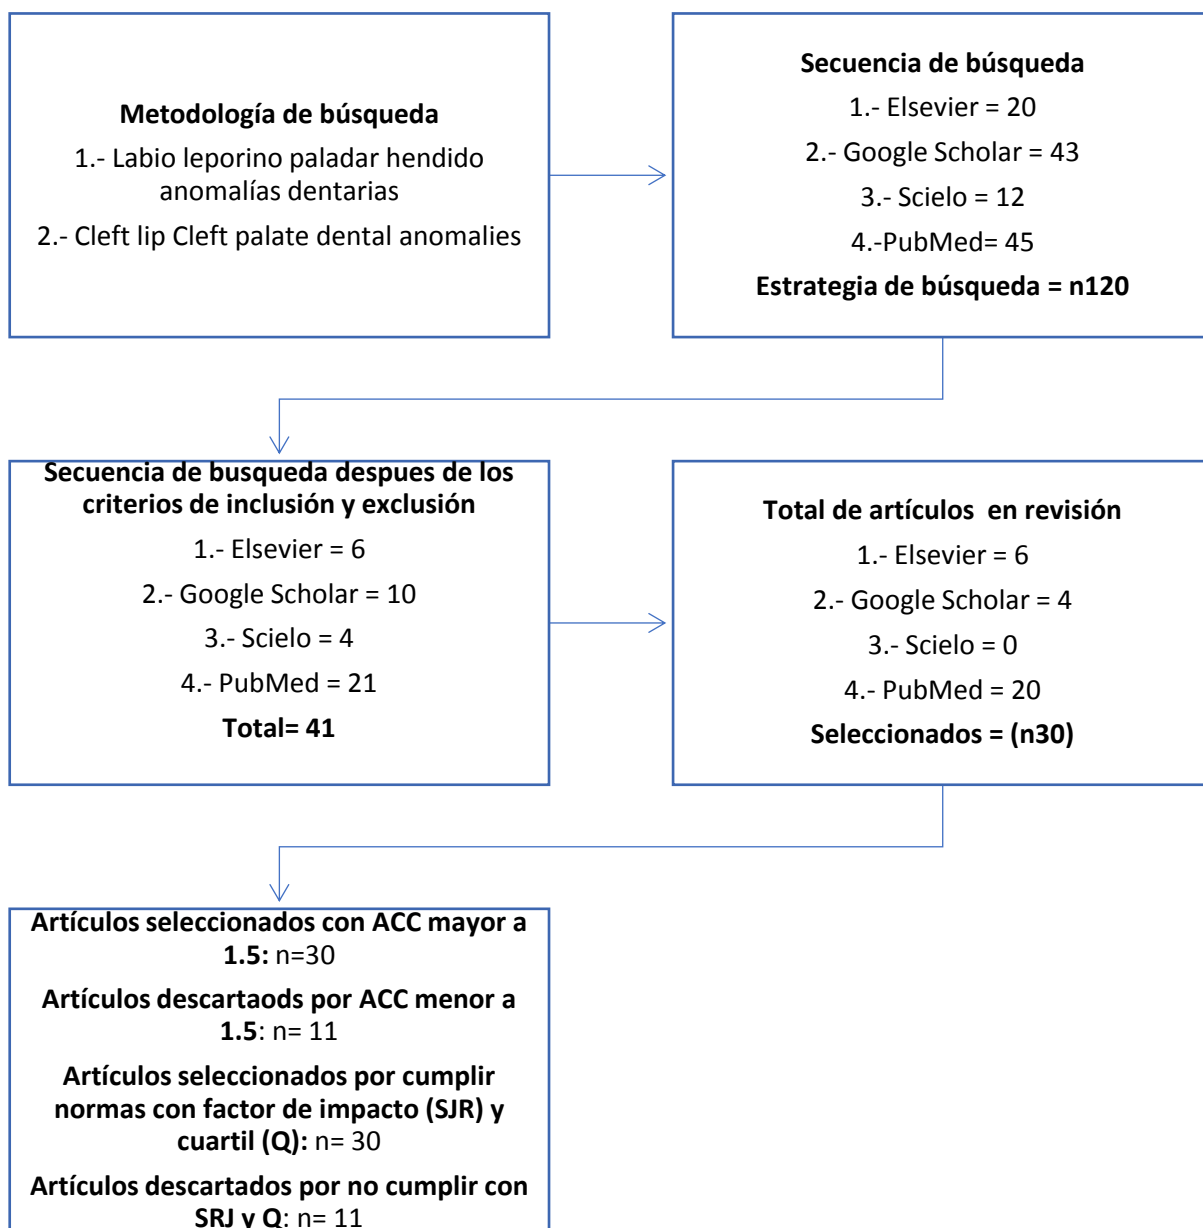 Metodología de búsqueda
1.- Labio leporino paladar hendido
anomalías dentarias
2.- Cleft lip Cleft palate dental anomalies
Secuencia de búsqueda
1.- Elsevier = 20
2.- Google Scholar = 43
3.- Scielo = 12
4.-PubMed= 45
Estrategia de búsqueda = n120
Secuencia de busqueda despues de los
criterios de inclusión y exclusión
1.- Elsevier = 6
2.- Google Scholar = 10
3.- Scielo = 4
4.- PubMed = 21
Total= 41
Total de artículos en revisión
1.- Elsevier = 6
2.- Google Scholar = 4
3.- Scielo = 0
4.- PubMed = 20
Seleccionados = (n30)
Artículos seleccionados con ACC mayor a
1.5: n=30
Artículos descartaods por ACC menor a
1.5: n= 11
Artículos seleccionados por cumplir
normas con factor de impacto (SJR) y
cuartil (Q): n= 30
Artículos descartados por no cumplir con
SRJ y Q: n= 11